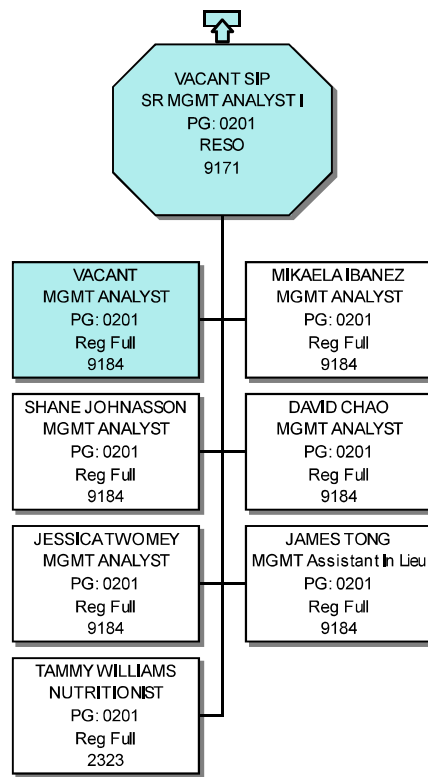 VACANT SIP
SR MGMT ANALYST I
PG: 0201
RESO
9171
VACANT
MGMT ANALYST
PG: 0201
Reg Full
9184
MIKAELA IBANEZ
MGMT ANALYST
PG: 0201
Reg Full
9184
SHANE JOHNASSON
MGMT ANALYST
PG: 0201
Reg Full
9184
DAVID CHAO
MGMT ANALYST
PG: 0201
Reg Full
9184
JESSICA TWOMEY
MGMT ANALYST
PG: 0201
Reg Full
9184
JAMES TONG
MGMT Assistant In Lieu
PG: 0201
Reg Full
9184
TAMMY WILLIAMS
NUTRITIONIST
PG: 0201
Reg Full
2323